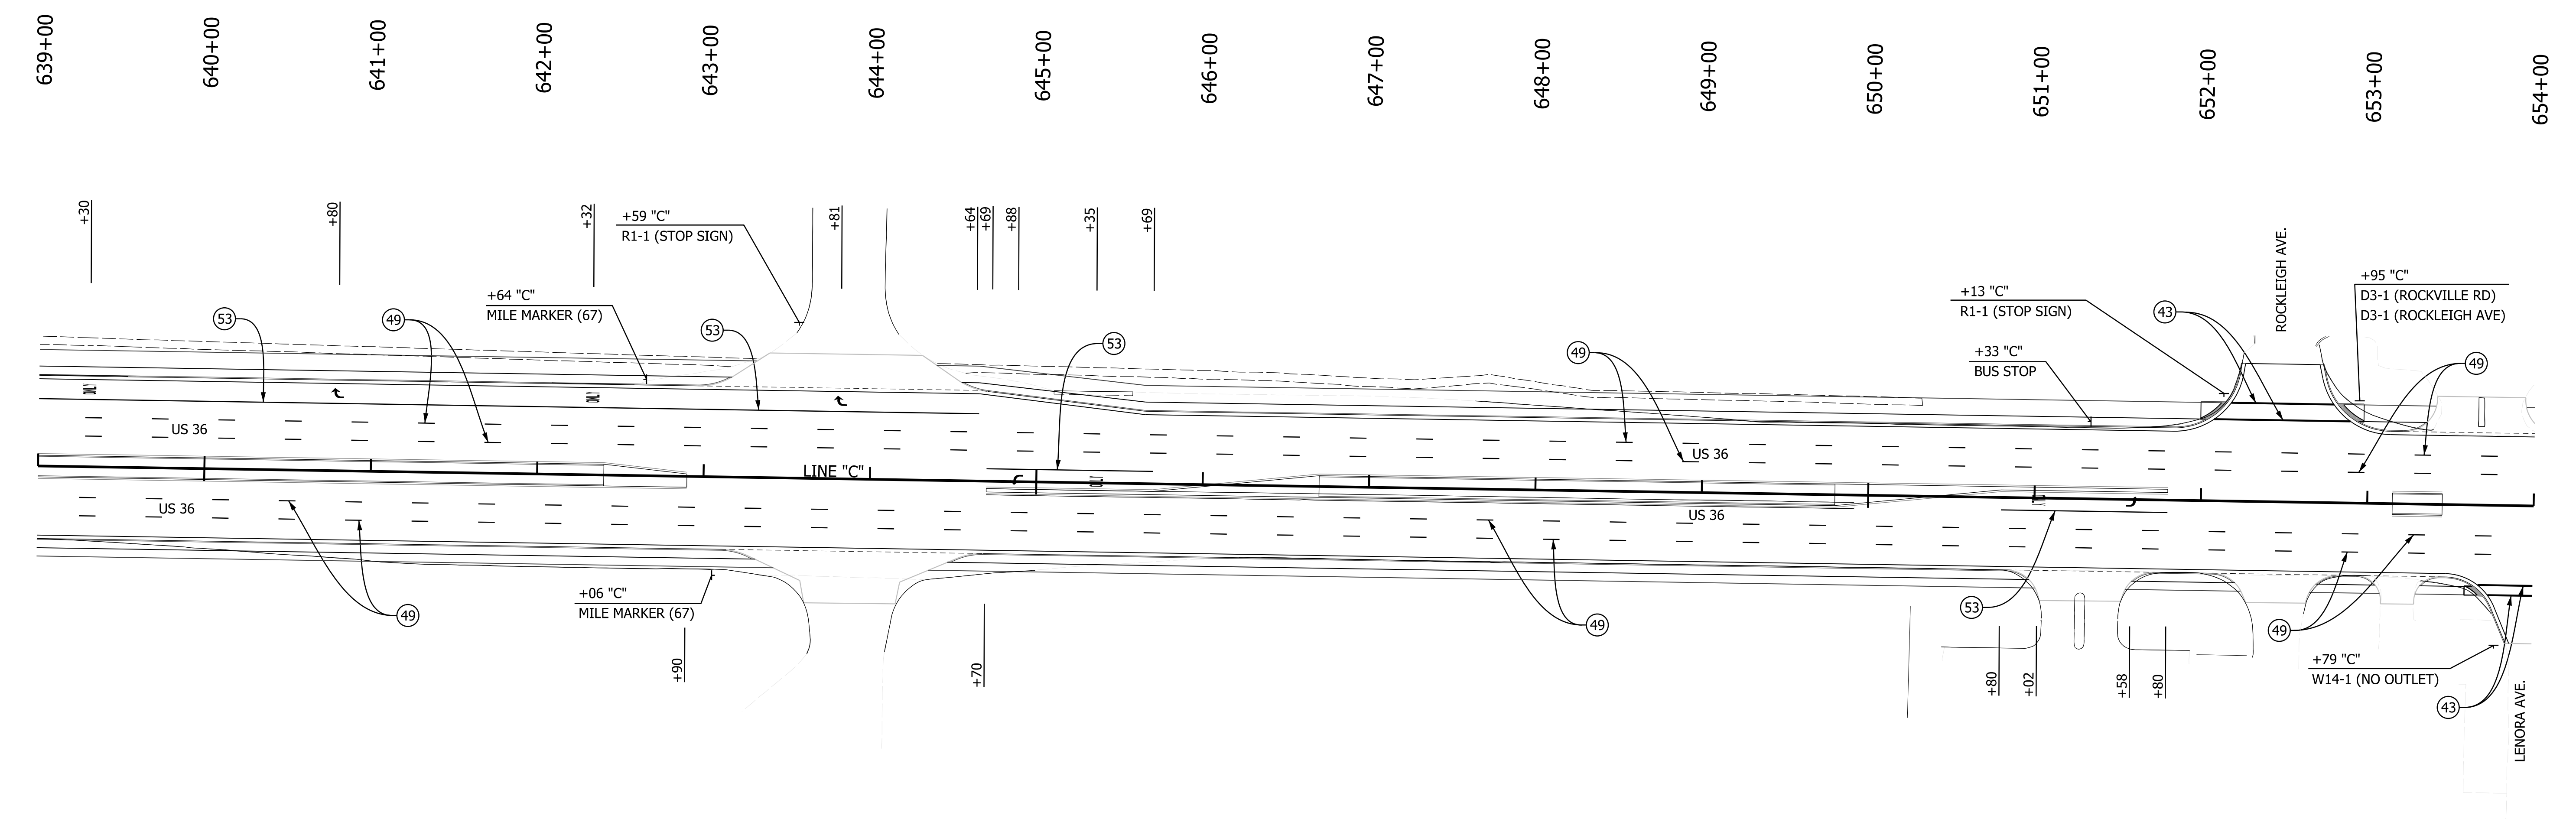 639+00
640+00
641+00
642+00
643+00
644+00
645+00
646+00
647+00
648+00
649+00
650+00
651+00
652+00
653+00
654+00
+30
+80
+32
+59 "C"
R1-1 (STOP SIGN)
+81
+64
+69
+88
+35
+69
ROCKLEIGH AVE.
+64 "C"
MILE MARKER (67)
+13 "C"
R1-1 (STOP SIGN)
+33 "C"
BUS STOP
+95 "C"
D3-1 (ROCKVILLE RD)
D3-1 (ROCKLEIGH AVE)
53
49
53
53
49
43
49
US 36
US 36
LINE "C"
US 36
US 36
+06 "C"
MILE MARKER (67)
49
49
53
49
+79 "C"
W14-1 (NO OUTLET)
43
+90
+70
+80
+02
+58
+80
LENORA AVE.